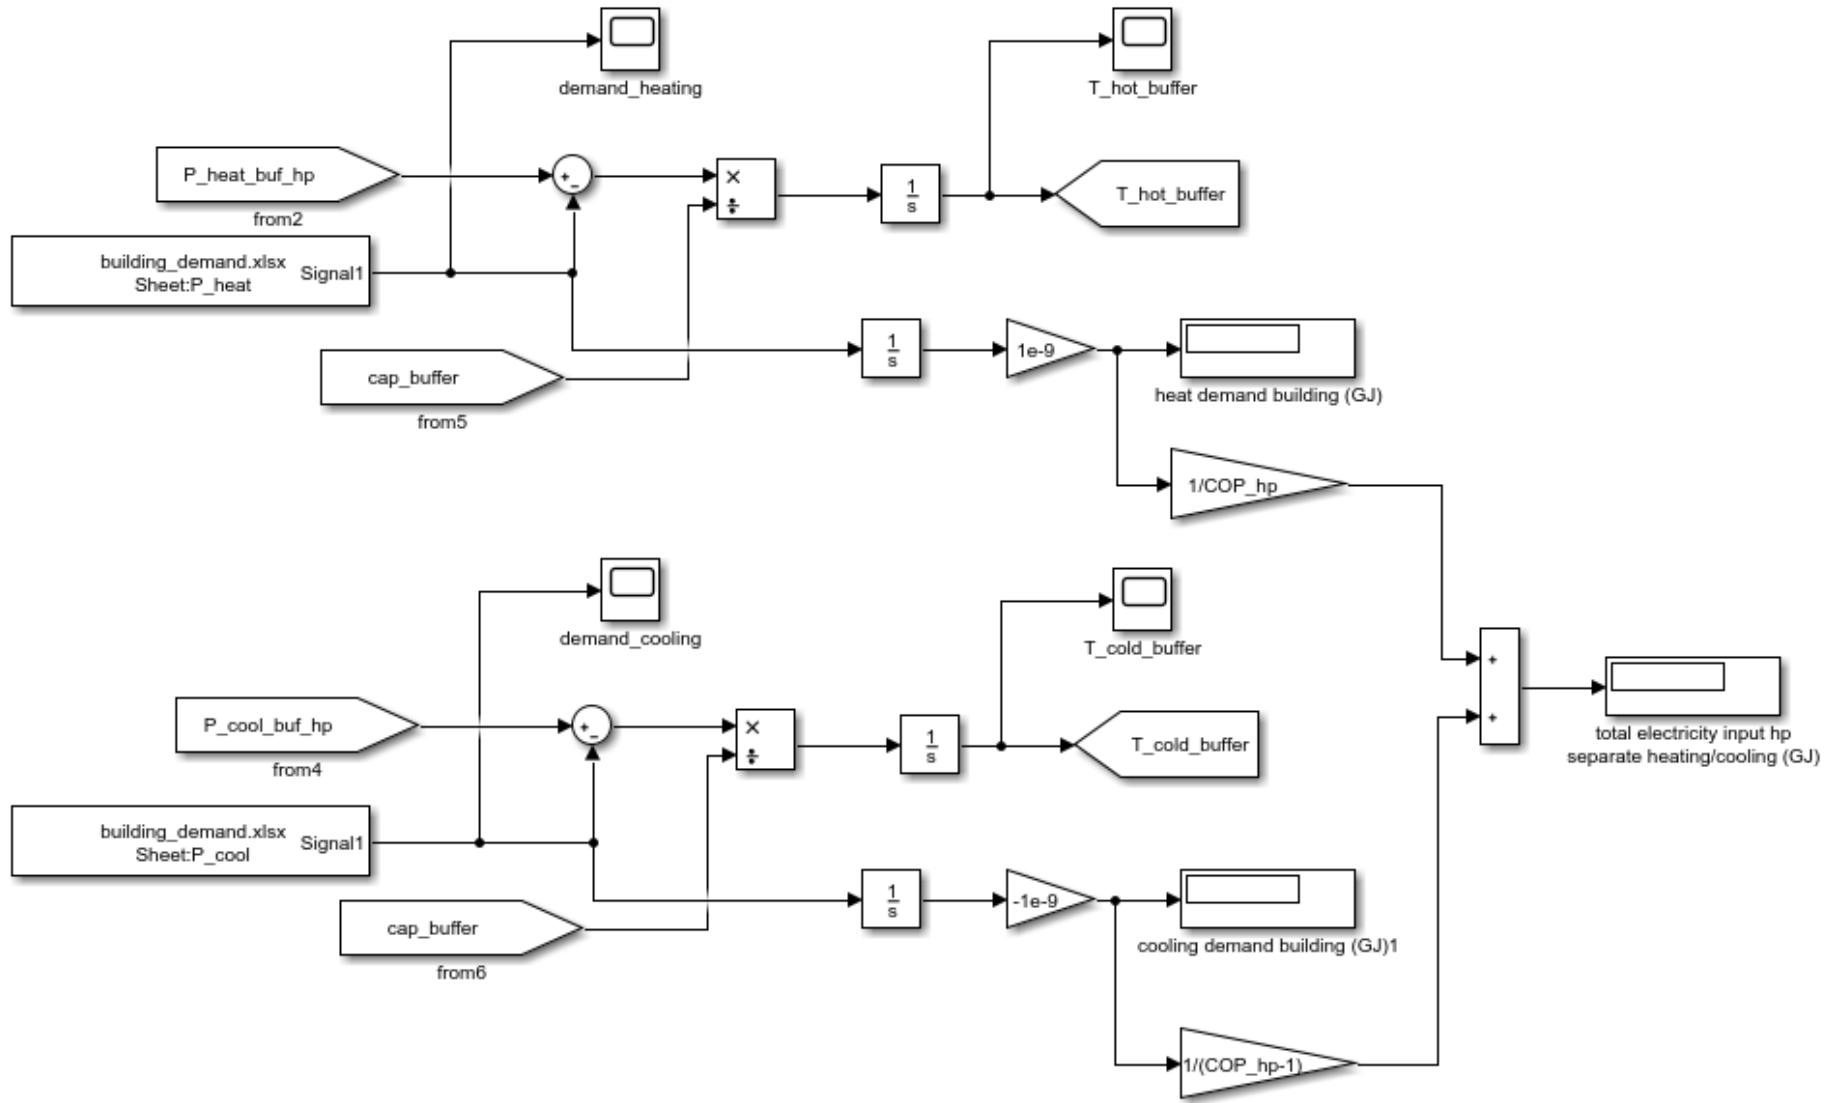 demand_heating
T_hot_buffer
P_heat_buf_hp
from2
+
−
×
÷
1
s
T_hot_buffer
building_demand.xlsx
Sheet:P_heat
Signal1
cap_buffer
from5
1
s
1e-9
heat demand building (GJ)
1/COP_hp
demand_cooling
T_cold_buffer
P_cool_buf_hp
from4
+
−
×
÷
1
s
T_cold_buffer
+
+
total electricity input hp
separate heating/cooling (GJ)
building_demand.xlsx
Sheet:P_cool
Signal1
cap_buffer
from6
1
s
-1e-9
cooling demand building (GJ)1
1/(COP_hp-1)